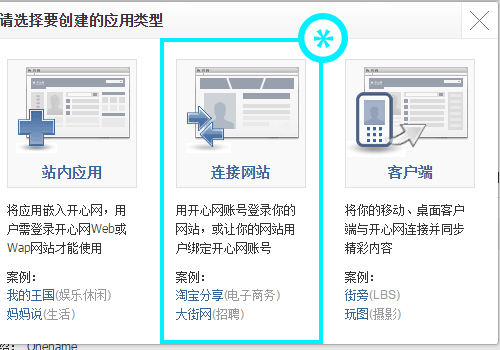 请选择要创建的应用类型
*
站内应用
连接网站
客户端
将应用嵌入开心网，用
户需登录开心网Web或
Wap网站才能使用
案例：
我的王国(娱乐休闲)
妈妈说(生活)
用开心网账号登录你的
网站，或让你的网站用
户绑定开心网账号
案例：
淘宝分享(电子商务)
大街网(招聘)
将你的移动、桌面客户
端与开心网连接并同步
精彩内容
案例：
街旁(LBS)
玩图(摄影)
Onename